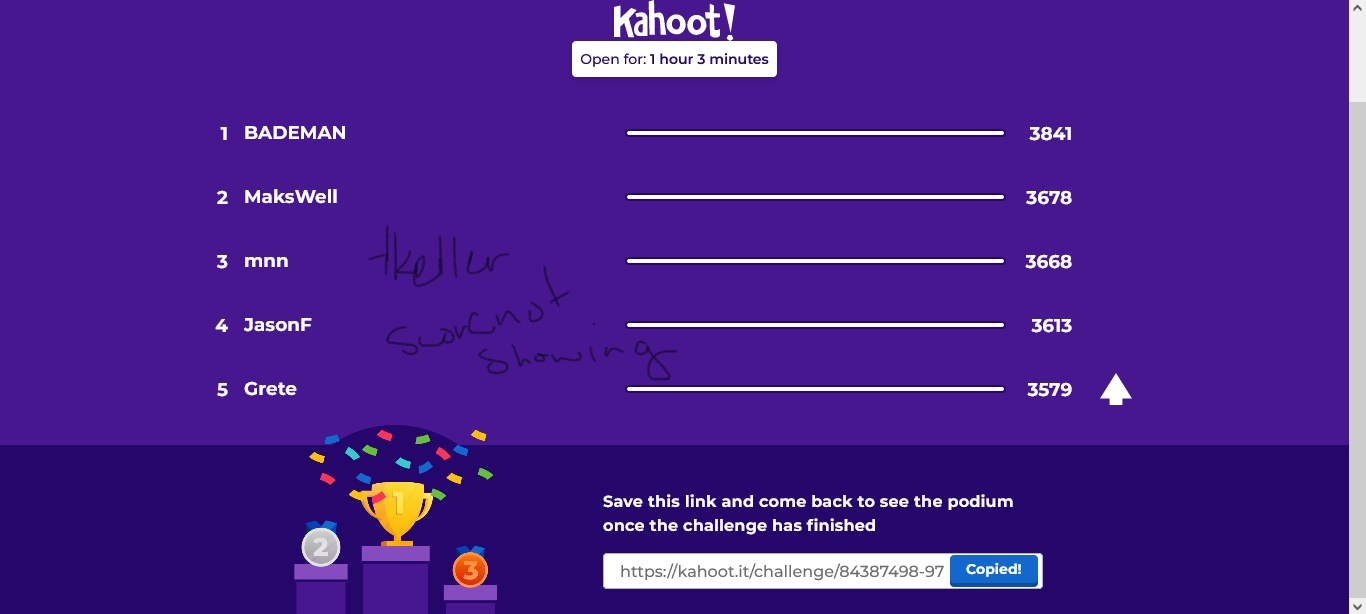 Kahoot!
Open for: 1 hour 3 minutes
1 BADEMAN 3841
2 MaksWell 3678
3 mnn 3668
tkeller
4 JasonF 3613
score not
showing
5 Grete 3579
1
2
3
Save this link and come back to see the podium
once the challenge has finished
https://kahoot.it/challenge/84387498-97 Copied!